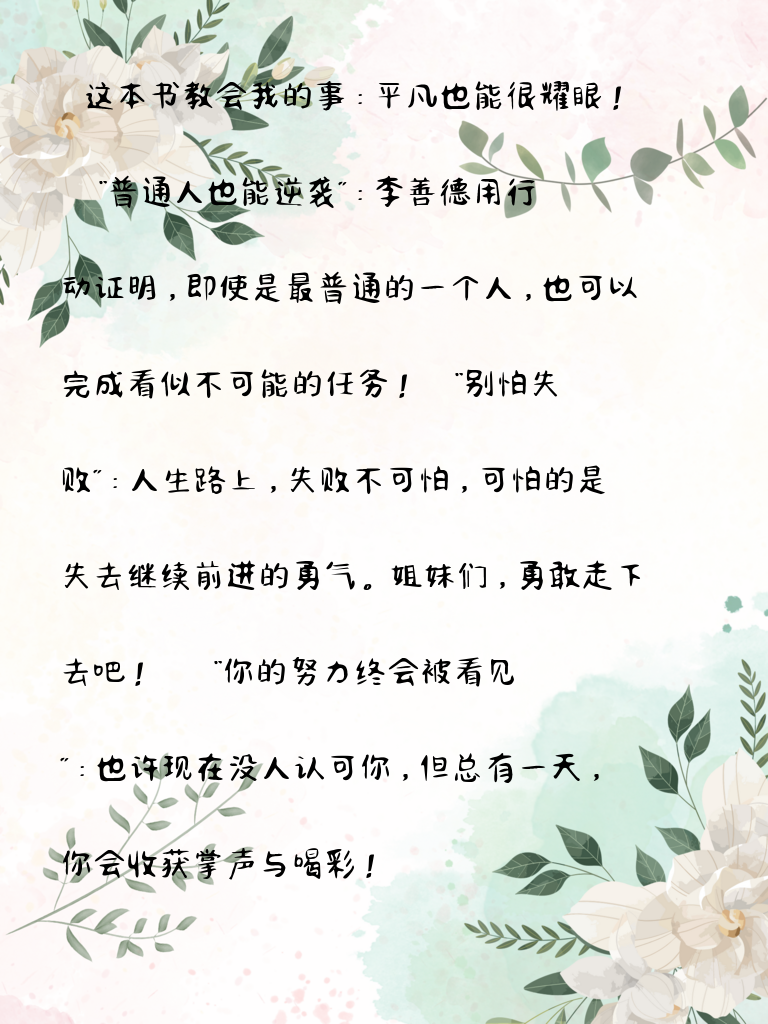 这本书教会我的事：平凡也能很耀眼！
"普通人也能逆袭"：李善德用行
动证明，即使是最普通的一个人，也可以
完成看似不可能的任务！ "别怕失
败"：人生路上，失败不可怕，可怕的是
失去继续前进的勇气。姐妹们，勇敢走下
去吧！ "你的努力终会被看见
"：也许现在没人认可你，但总有一天，
你会收获掌声与喝彩！